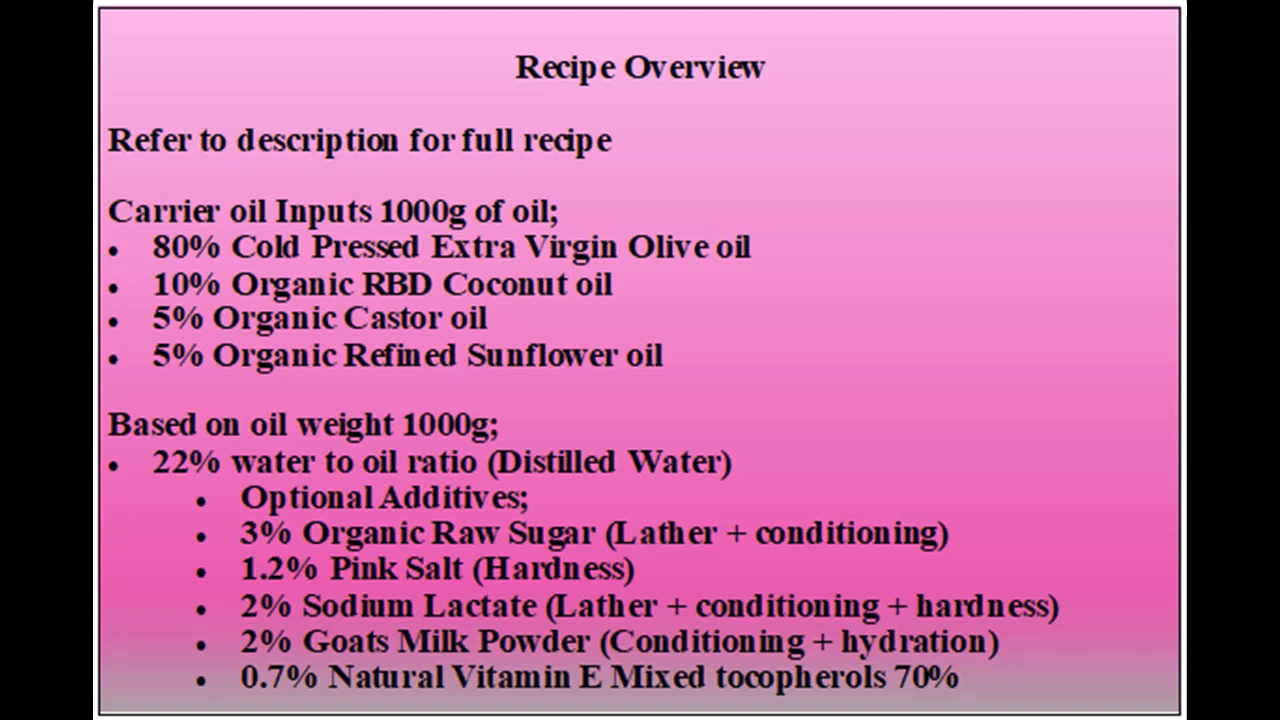 Recipe Overview
Refer to description for full recipe
Carrier oil Inputs 1000g of oil;
• 80% Cold Pressed Extra Virgin Olive oil
• 10% Organic RBD Coconut oil
• 5% Organic Castor oil
• 5% Organic Refined Sunflower oil
Based on oil weight 1000g;
• 22% water to oil ratio (Distilled Water)
• Optional Additives;
• 3% Organic Raw Sugar (Lather + conditioning)
• 1.2% Pink Salt (Hardness)
• 2% Sodium Lactate (Lather + conditioning + hardness)
• 2% Goats Milk Powder (Conditioning + hydration)
• 0.7% Natural Vitamin E Mixed tocopherols 70%